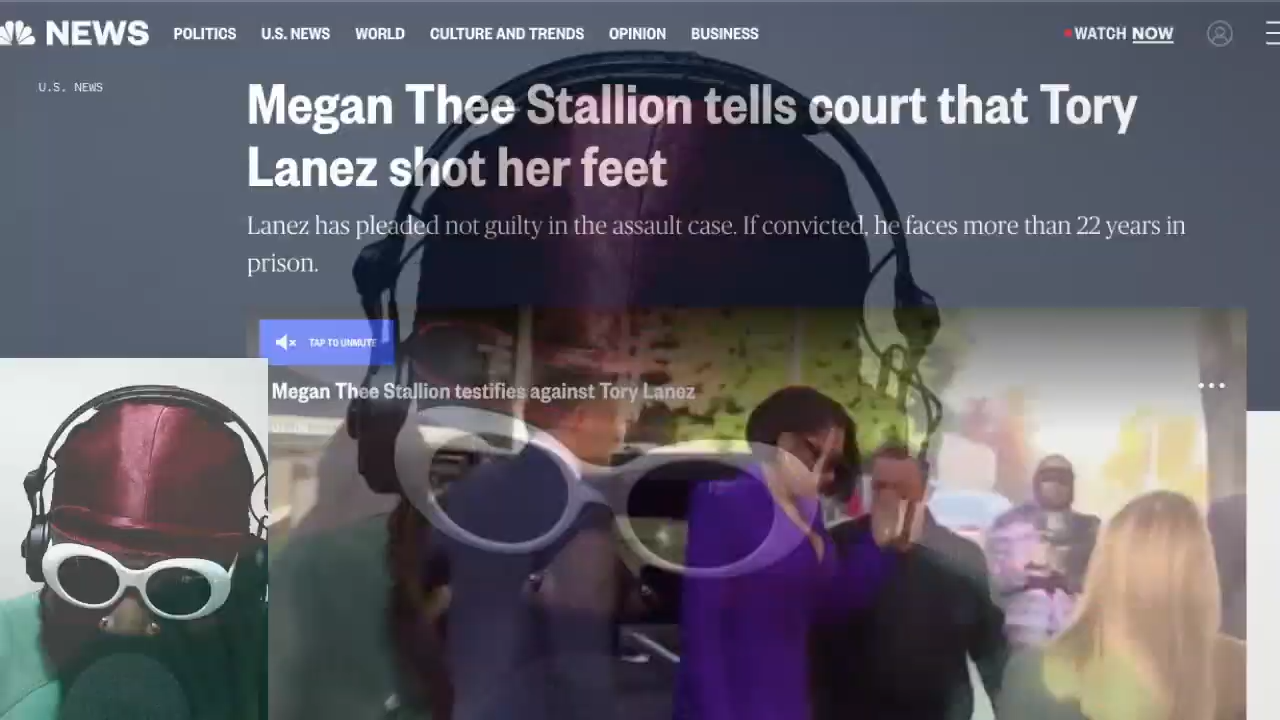 NEWS POLITICS U.S. NEWS WORLD CULTURE AND TRENDS OPINION BUSINESS WATCH NOW
U.S. NEWS
Megan Thee Stallion tells court that Tory
Lanez shot her feet
Lanez has pleaded not guilty in the assault case. If convicted, he faces more than 22 years in
prison.
TAP TO UNMUTE
Megan Thee Stallion testifies against Tory Lanez